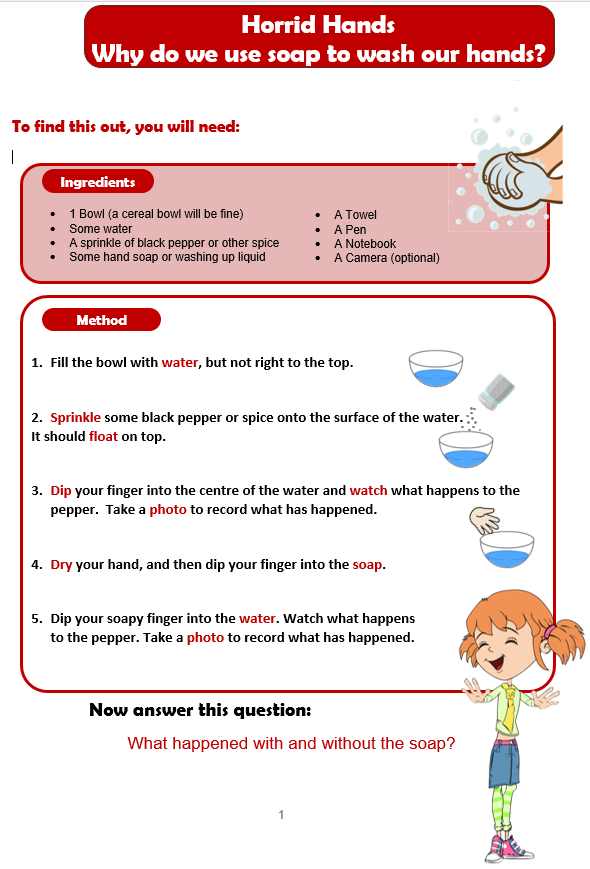 Horrid Hands
Why do we use soap to wash our hands?
To find this out, you will need:
Ingredients
• 1 Bowl (a cereal bowl will be fine)
• Some water
• A sprinkle of black pepper or other spice
• Some hand soap or washing up liquid
• A Towel
• A Pen
• A Notebook
• A Camera (optional)
Method
1. Fill the bowl with water, but not right to the top.
2. Sprinkle some black pepper or spice onto the surface of the water.
It should float on top.
3. Dip your finger into the centre of the water and watch what happens to the
pepper. Take a photo to record what has happened.
4. Dry your hand, and then dip your finger into the soap.
5. Dip your soapy finger into the water. Watch what happens
to the pepper. Take a photo to record what has happened.
Now answer this question:
What happened with and without the soap?
1